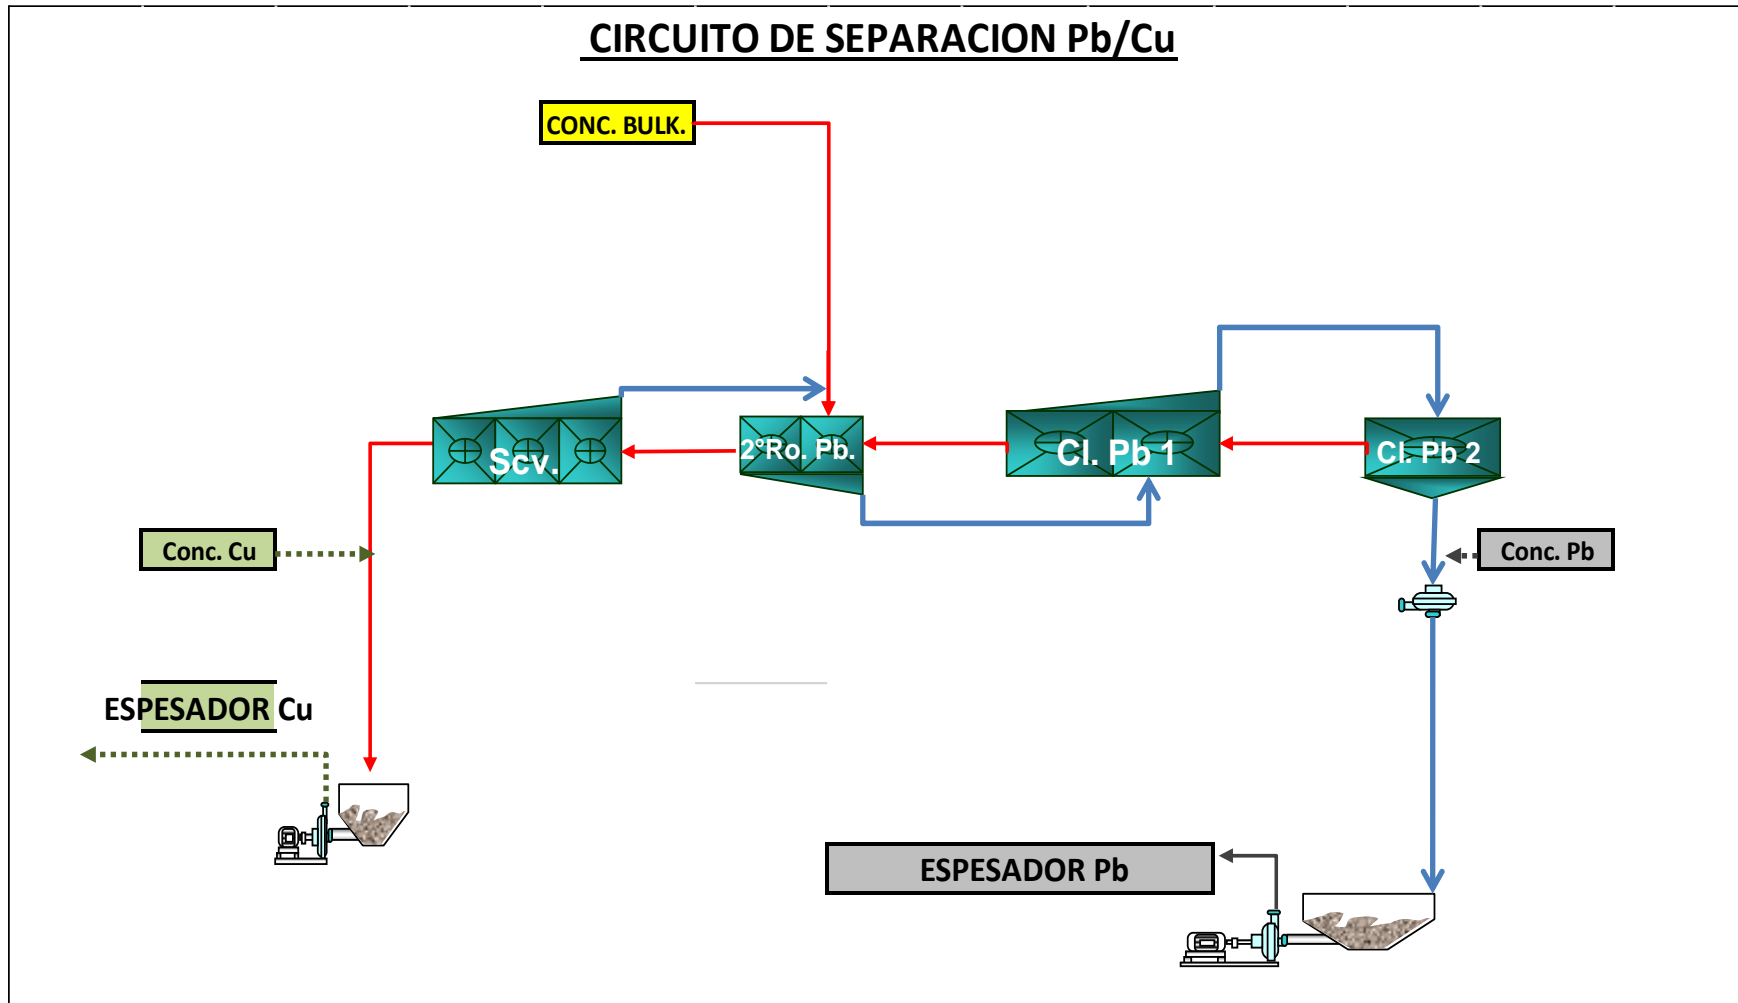 CIRCUITO DE SEPARACION Pb/Cu
CONC. BULK.
Scv.
2°Ro. Pb.
Cl. Pb 1
Cl. Pb 2
Conc. Cu
Conc. Pb
ESPESADOR Cu
ESPESADOR Pb